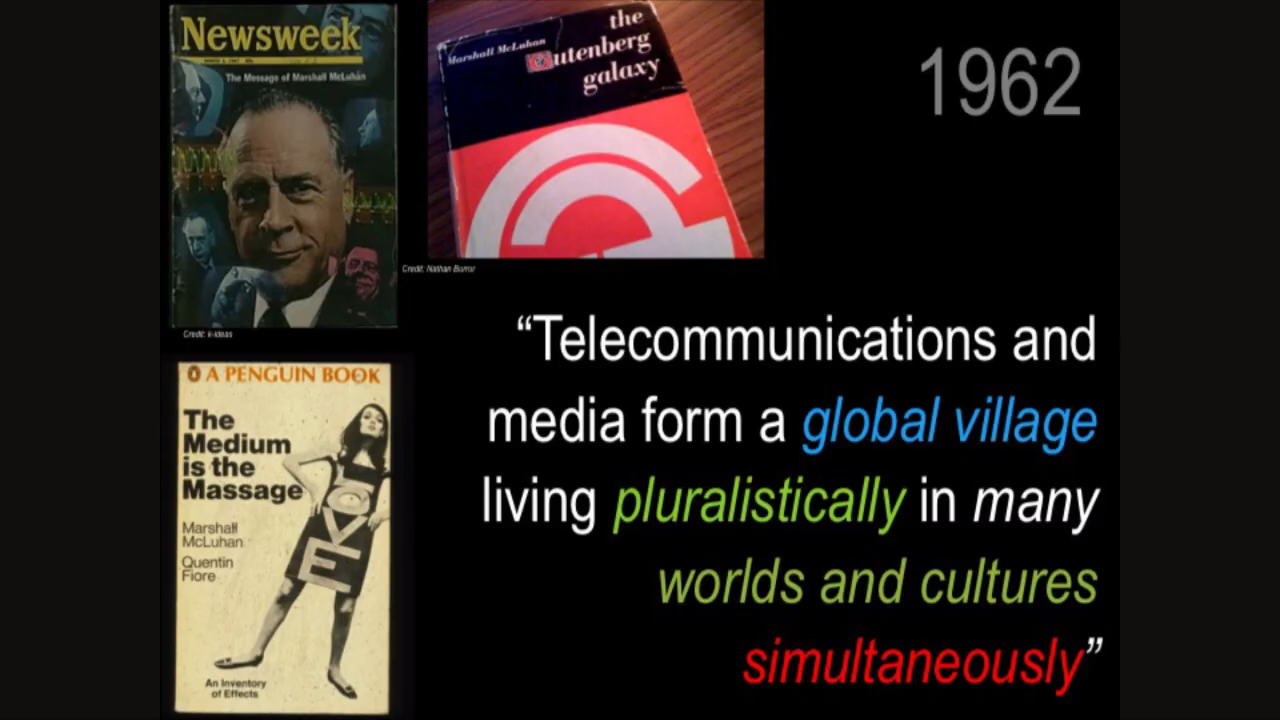 Newsweek
The Message of Marshall McLuhan
Credit: k-ideas
Marshall McLuhan
the
Gutenberg
galaxy
Credit: Nathan Burror
1962
A PENGUIN BOOK
The
Medium
is the
Massage
Marshall
McLuhan
Quentin
Fiore
LOVE
An Inventory
of Effects
“Telecommunications and
media form a global village
living pluralistically in many
worlds and cultures
simultaneously”